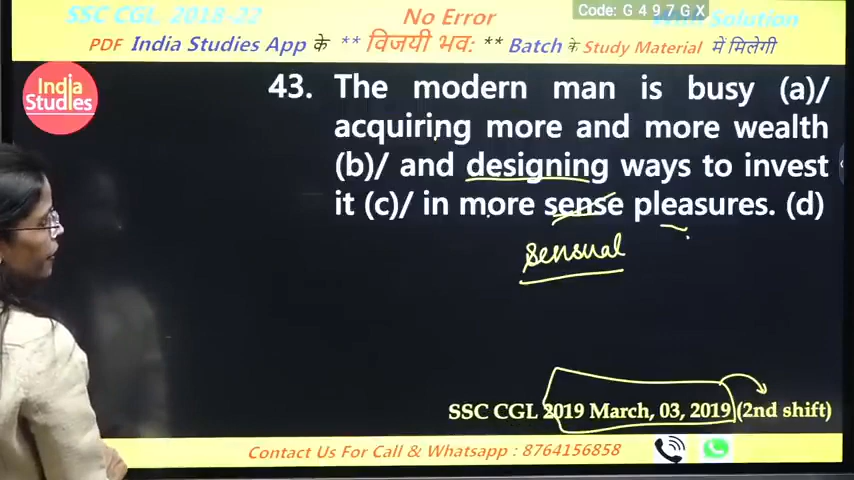 SSC CGL 2018-22
No Error
Code: G 4 9 7 G X
With Solution
PDF India Studies App के ** विजयी भव: ** Batch के Study Material में मिलेगी
India
Studies
43. The modern man is busy (a)/
acquiring more and more wealth
(b)/ and designing ways to invest
it (c)/ in more sense pleasures. (d)
sensual
SSC CGL 2019 March, 03, 2019 (2nd shift)
Contact Us For Call & Whatsapp : 8764156858